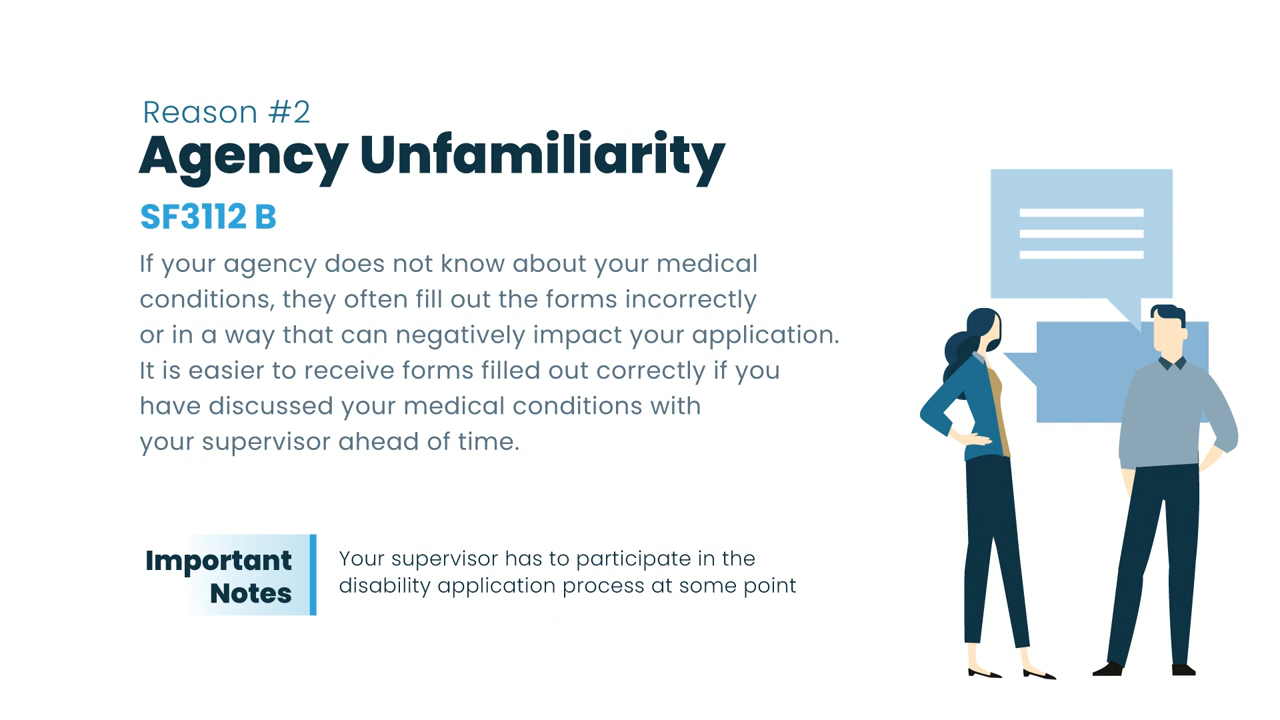 Reason #2
Agency Unfamiliarity
SF3112 B
If your agency does not know about your medical
conditions, they often fill out the forms incorrectly
or in a way that can negatively impact your application.
It is easier to receive forms filled out correctly if you
have discussed your medical conditions with
your supervisor ahead of time.
Important
Notes
Your supervisor has to participate in the
disability application process at some point